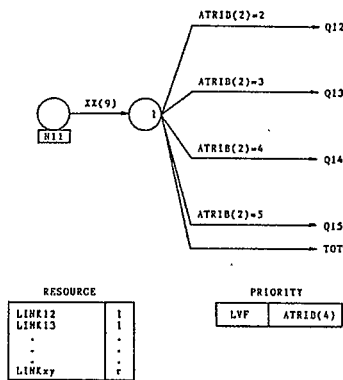 ATRIB(2)=2
Q12
ATRIB(2)=3
Q13
XX(9)
1
N11
ATRIB(2)=4
Q14
ATRIB(2)=5
Q15
TOT
RESOURCE
LINK12 1
LINK13 1
. .
. .
. .
LINKxy r
PRIORITY
LVF ATRIB(4)